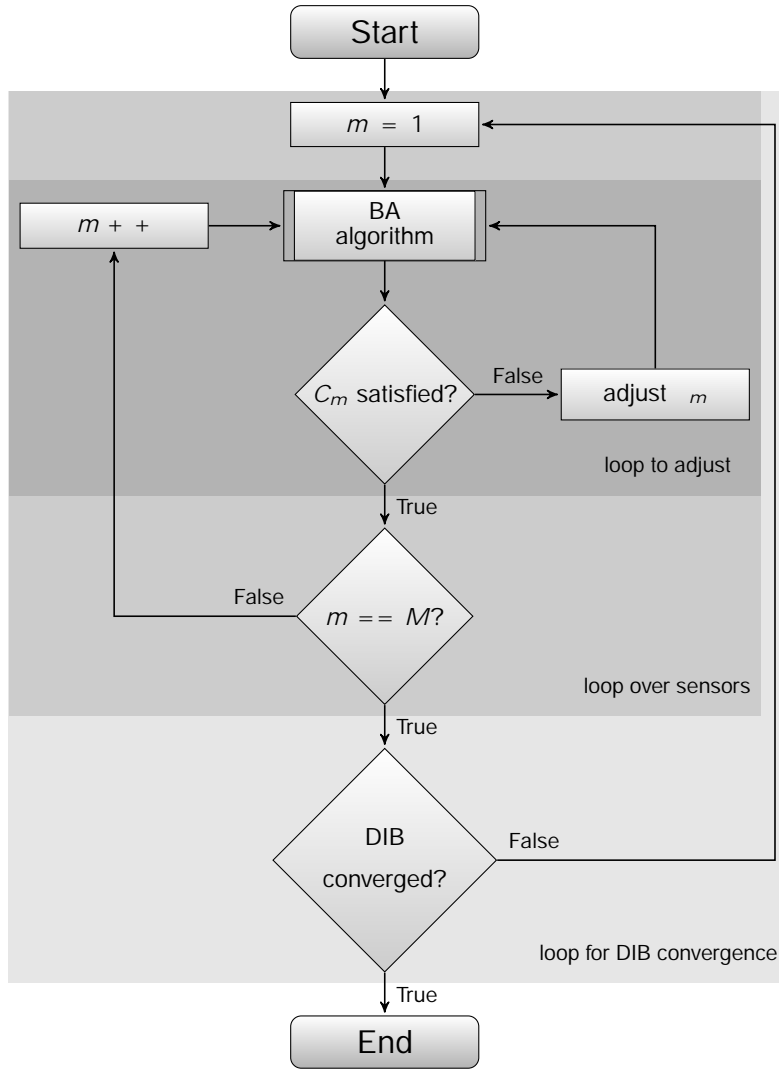 Start
m = 1
m + +
BA
algorithm
C_m satisfied?
False
adjust m
loop to adjust
True
False
m == M?
loop over sensors
True
DIB
converged?
False
loop for DIB convergence
True
End